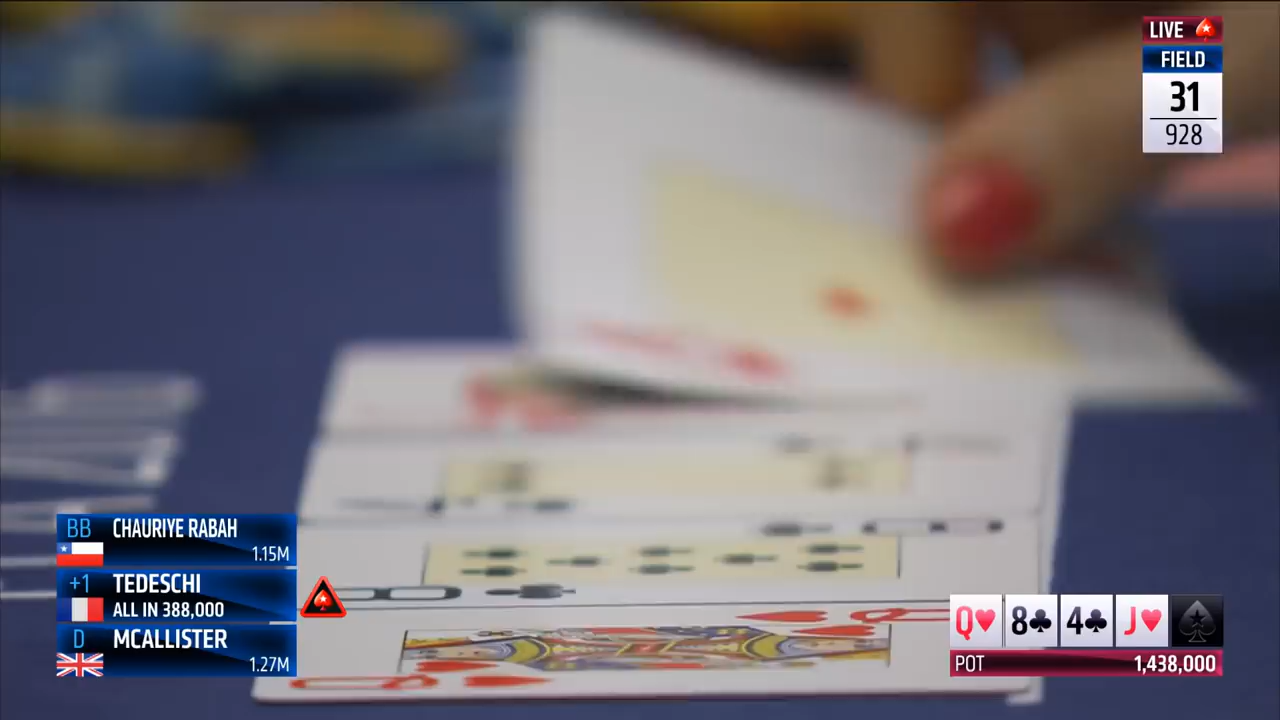 LIVE
FIELD
31
928
BB CHAURIYE RABAH
1.15M
+1 TEDESCHI
ALL IN 388,000
D MCALLISTER
1.27M
Q♥ 8♣ 4♣ J♥
POT 1,438,000
8
Q
Q